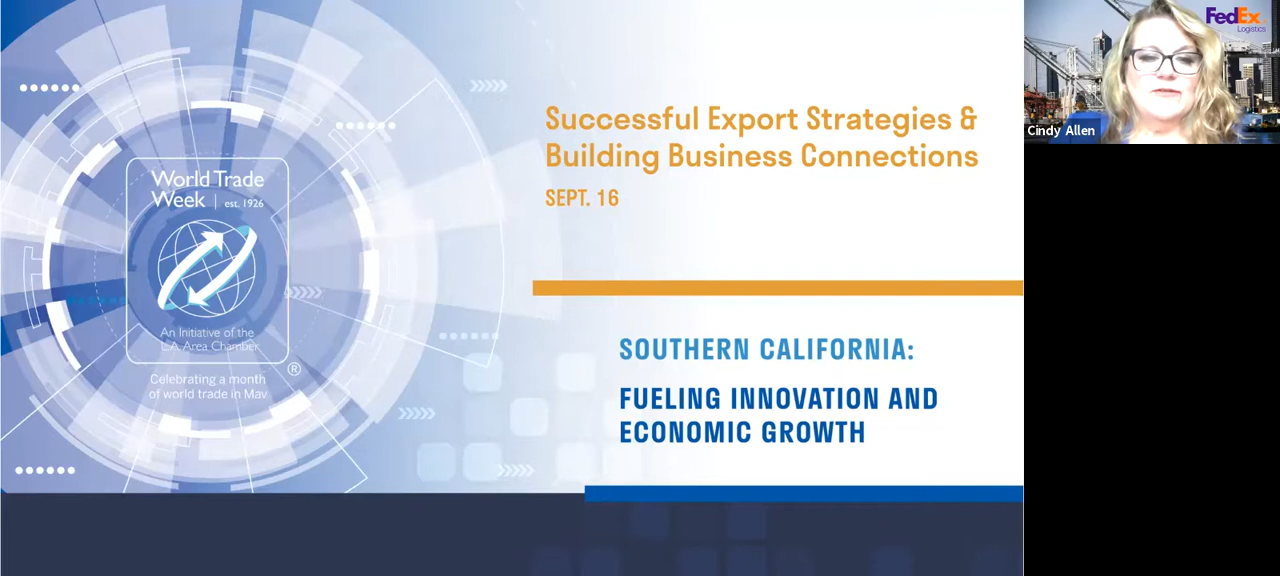 World Trade
Week | est. 1926
An Initiative of the
L.A. Area Chamber
®
Celebrating a month
of world trade in May
Successful Export Strategies &
Building Business Connections
SEPT. 16
SOUTHERN CALIFORNIA:
FUELING INNOVATION AND
ECONOMIC GROWTH
FedEx
Logistics
Cindy Allen